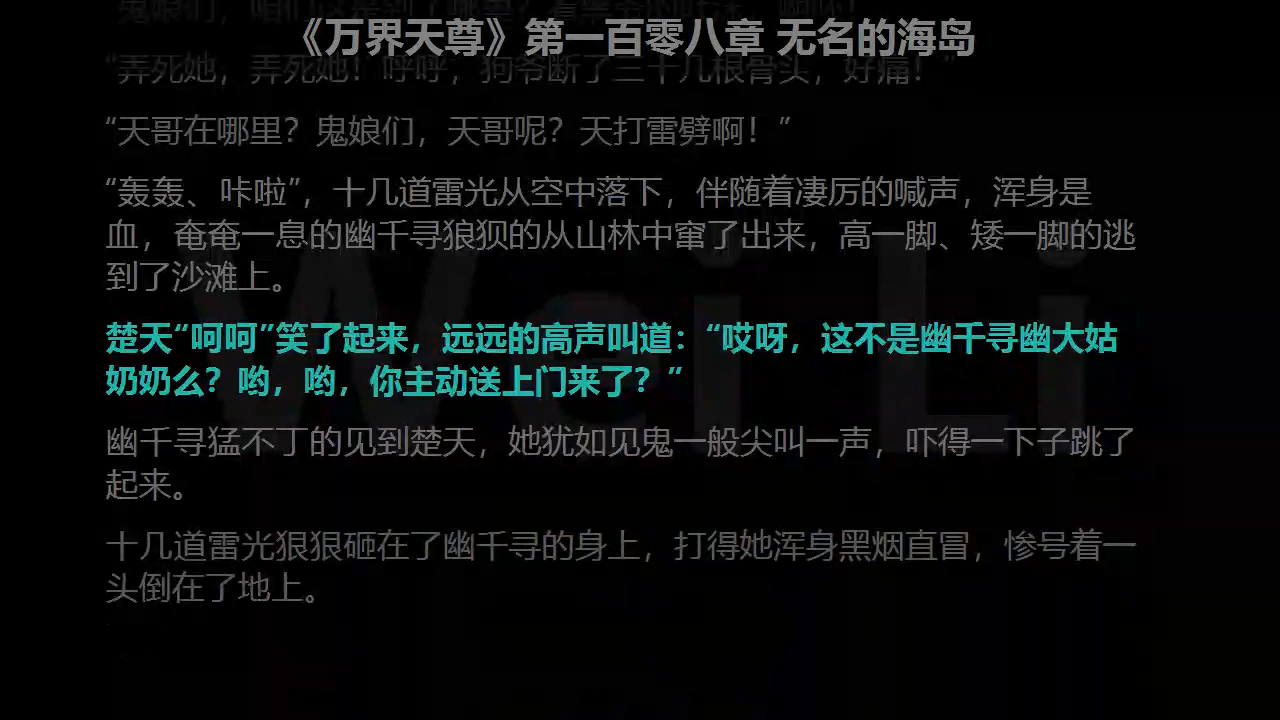 《万界天尊》第一百零八章 无名的海岛
“弄死她，弄死她！呼呼，狗爷断了三十几根骨头，好痛！”
“天哥在哪里？鬼娘们，天哥呢？天打雷劈啊！”
“轰轰、咔啦”，十几道雷光从空中落下，伴随着凄厉的喊声，浑身是
血，奄奄一息的幽千寻狼狈的从山林中窜了出来，高一脚、矮一脚的逃
到了沙滩上。
楚天“呵呵”笑了起来，远远的高声叫道：“哎呀，这不是幽千寻幽大姑
奶奶么？哟，哟，你主动送上门来了？”
幽千寻猛不丁的见到楚天，她犹如见鬼一般尖叫一声，吓得一下子跳了
起来。
十几道雷光狠狠砸在了幽千寻的身上，打得她浑身黑烟直冒，惨号着一
头倒在了地上。
Wei Li